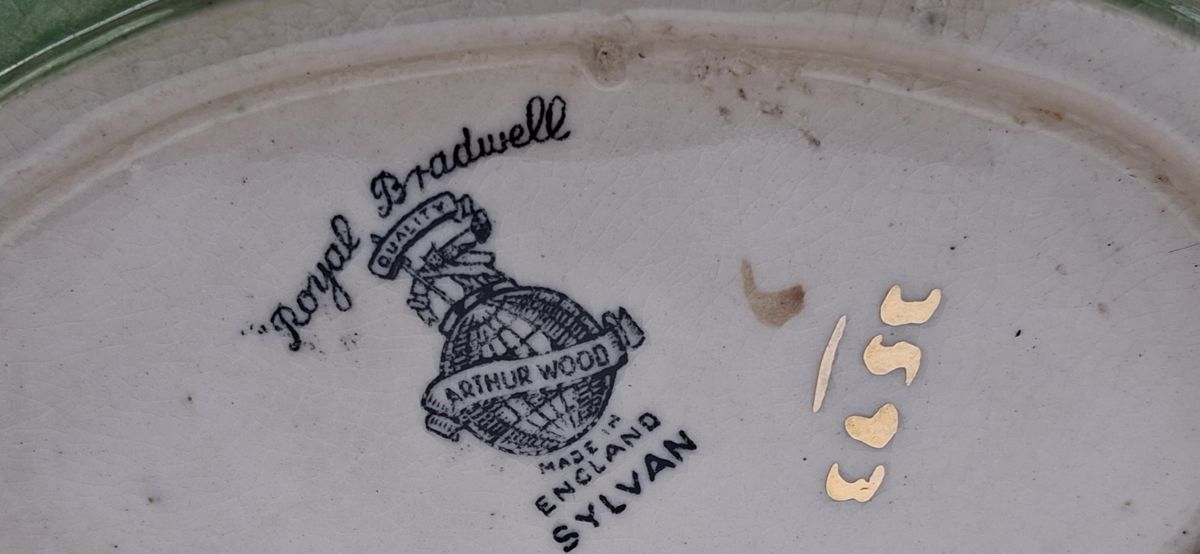 Royal Bradwell
QUALITY
ARTHUR WOOD
MADE IN
ENGLAND
SYLVAN